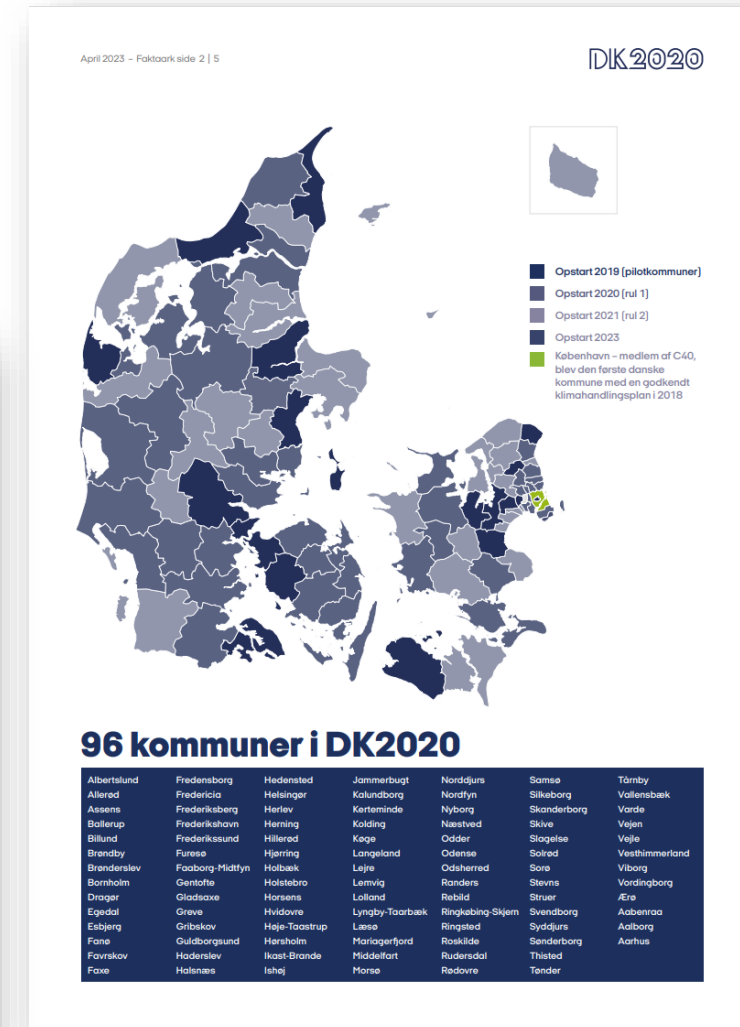 April 2023 - Faktaark side 2 | 5
DK2020
Opstart 2019 (pilotkommuner)
Opstart 2020 (rul 1)
Opstart 2021 (rul 2)
Opstart 2023
København – medlem af C40,
blev den første danske
kommune med en godkendt
klimahandlingsplan i 2018
96 kommuner i DK2020
Albertslund
Allerød
Assens
Ballerup
Billund
Brøndby
Brønderslev
Bornholm
Dragør
Egedal
Esbjerg
Fanø
Favrskov
Faxe
Fredensborg
Fredericia
Frederiksberg
Frederikshavn
Frederikssund
Furesø
Faaborg-Midtfyn
Gentofte
Gladsaxe
Greve
Gribskov
Guldborgsund
Haderslev
Halsnæs
Hedensted
Helsingør
Herlev
Herning
Hillerød
Hjørring
Holbæk
Holstebro
Horsens
Hvidovre
Høje-Taastrup
Hørsholm
Ikast-Brande
Ishøj
Jammerbugt
Kalundborg
Kerteminde
Kolding
Køge
Langeland
Lejre
Lemvig
Lolland
Lyngby-Taarbæk
Læsø
Mariagerfjord
Middelfart
Morsø
Norddjurs
Nordfyn
Nyborg
Næstved
Odder
Odense
Odsherred
Randers
Rebild
Ringkøbing-Skjern
Ringsted
Roskilde
Rudersdal
Rødovre
Samsø
Silkeborg
Skanderborg
Skive
Slagelse
Solrød
Sorø
Stevns
Struer
Svendborg
Syddjurs
Sønderborg
Thisted
Tønder
Tårnby
Vallensbæk
Varde
Vejen
Vejle
Vesthimmerland
Viborg
Vordingborg
Ærø
Aabenraa
Aalborg
Aarhus